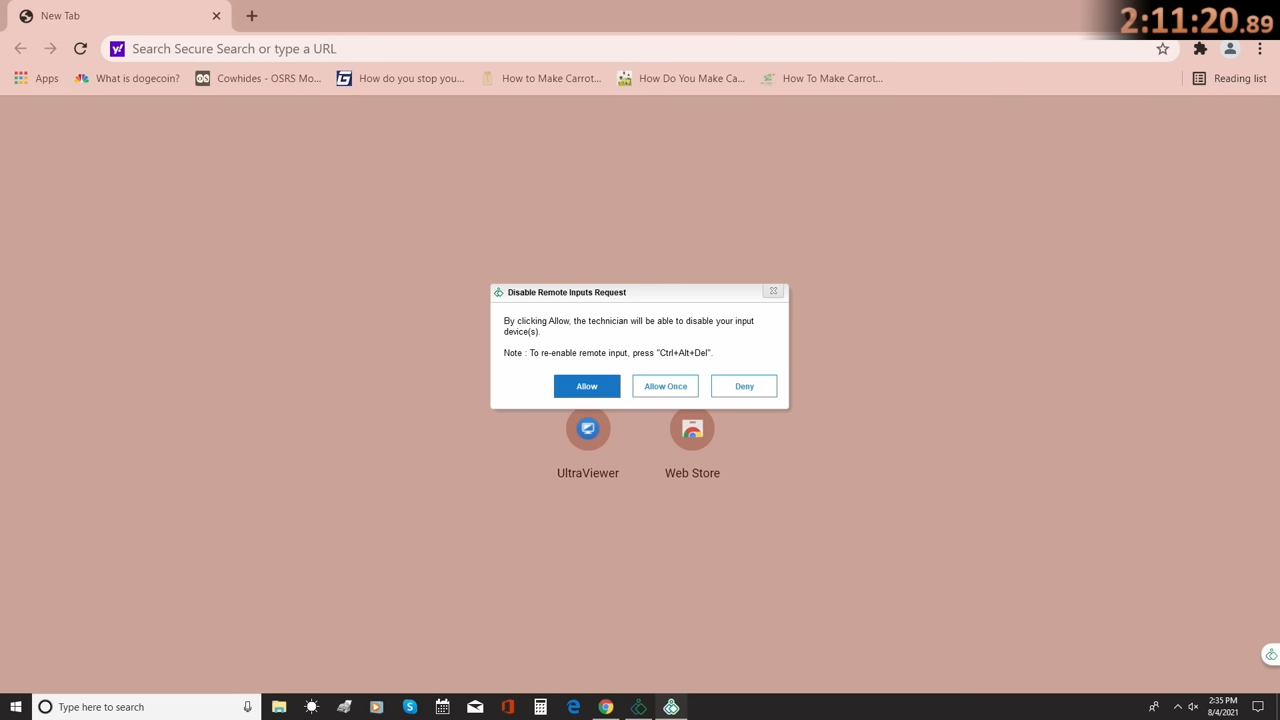 New Tab
2:11:20.89
Search Secure Search or type a URL
Apps
What is dogecoin?
Cowhides - OSRS Mo...
How do you stop you...
How to Make Carrot...
How Do You Make Ca...
How To Make Carrot...
Reading list
Disable Remote Inputs Request
By clicking Allow, the technician will be able to disable your input
device(s).
Note : To re-enable remote input, press "Ctrl+Alt+Del".
Allow
Allow Once
Deny
UltraViewer
Web Store
Type here to search
2:35 PM
8/4/2021